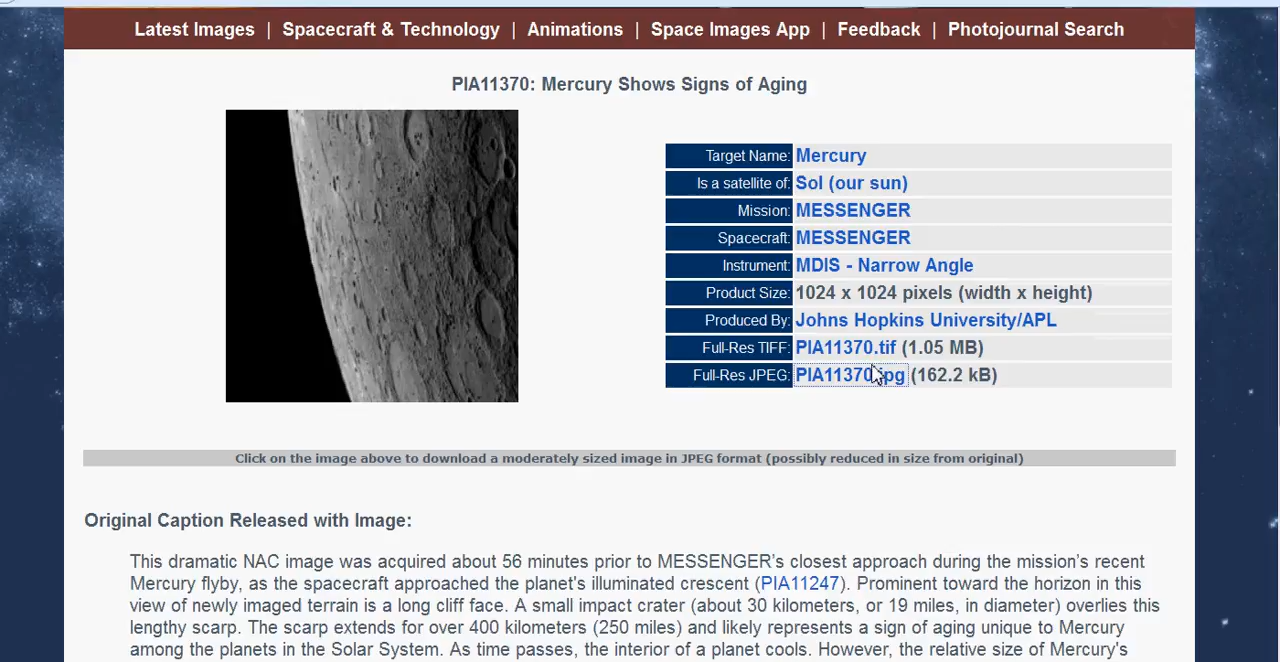 Latest Images | Spacecraft & Technology | Animations | Space Images App | Feedback | Photojournal Search
PIA11370: Mercury Shows Signs of Aging
Target Name: Mercury
Is a satellite of: Sol (our sun)
Mission: MESSENGER
Spacecraft: MESSENGER
Instrument: MDIS - Narrow Angle
Product Size: 1024 x 1024 pixels (width x height)
Produced By: Johns Hopkins University/APL
Full-Res TIFF: PIA11370.tif (1.05 MB)
Full-Res JPEG: PIA11370.jpg (162.2 kB)
Click on the image above to download a moderately sized image in JPEG format (possibly reduced in size from original)
Original Caption Released with Image:
This dramatic NAC image was acquired about 56 minutes prior to MESSENGER's closest approach during the mission's recent
Mercury flyby, as the spacecraft approached the planet's illuminated crescent (PIA11247). Prominent toward the horizon in this
view of newly imaged terrain is a long cliff face. A small impact crater (about 30 kilometers, or 19 miles, in diameter) overlies this
lengthy scarp. The scarp extends for over 400 kilometers (250 miles) and likely represents a sign of aging unique to Mercury
among the planets in the Solar System. As time passes, the interior of a planet cools. However, the relative size of Mercury's